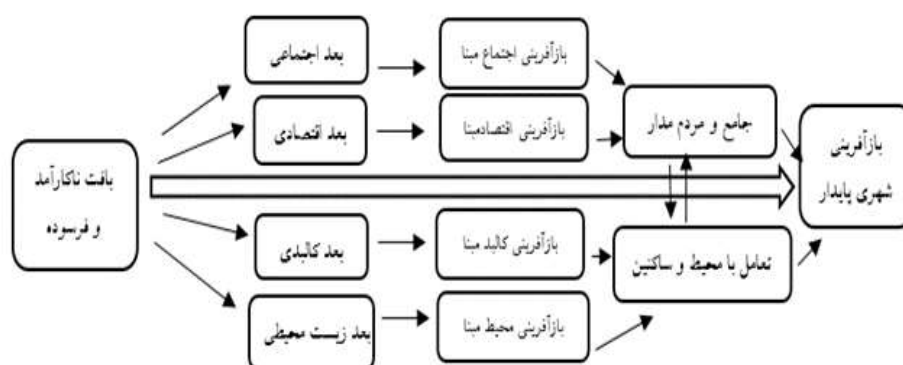 بافت ناکارآمد
و فرسوده
بعد اجتماعی
بعد اقتصادی
بعد کالبدی
بعد زیست محیطی
بازآفرینی اجتماع مبنا
بازآفرینی اقتصادمبنا
بازآفرینی کالبد مبنا
بازآفرینی محیط مبنا
جامع و مردم مدار
تعامل با محیط و ساکنین
بازآفرینی
شهری پایدار